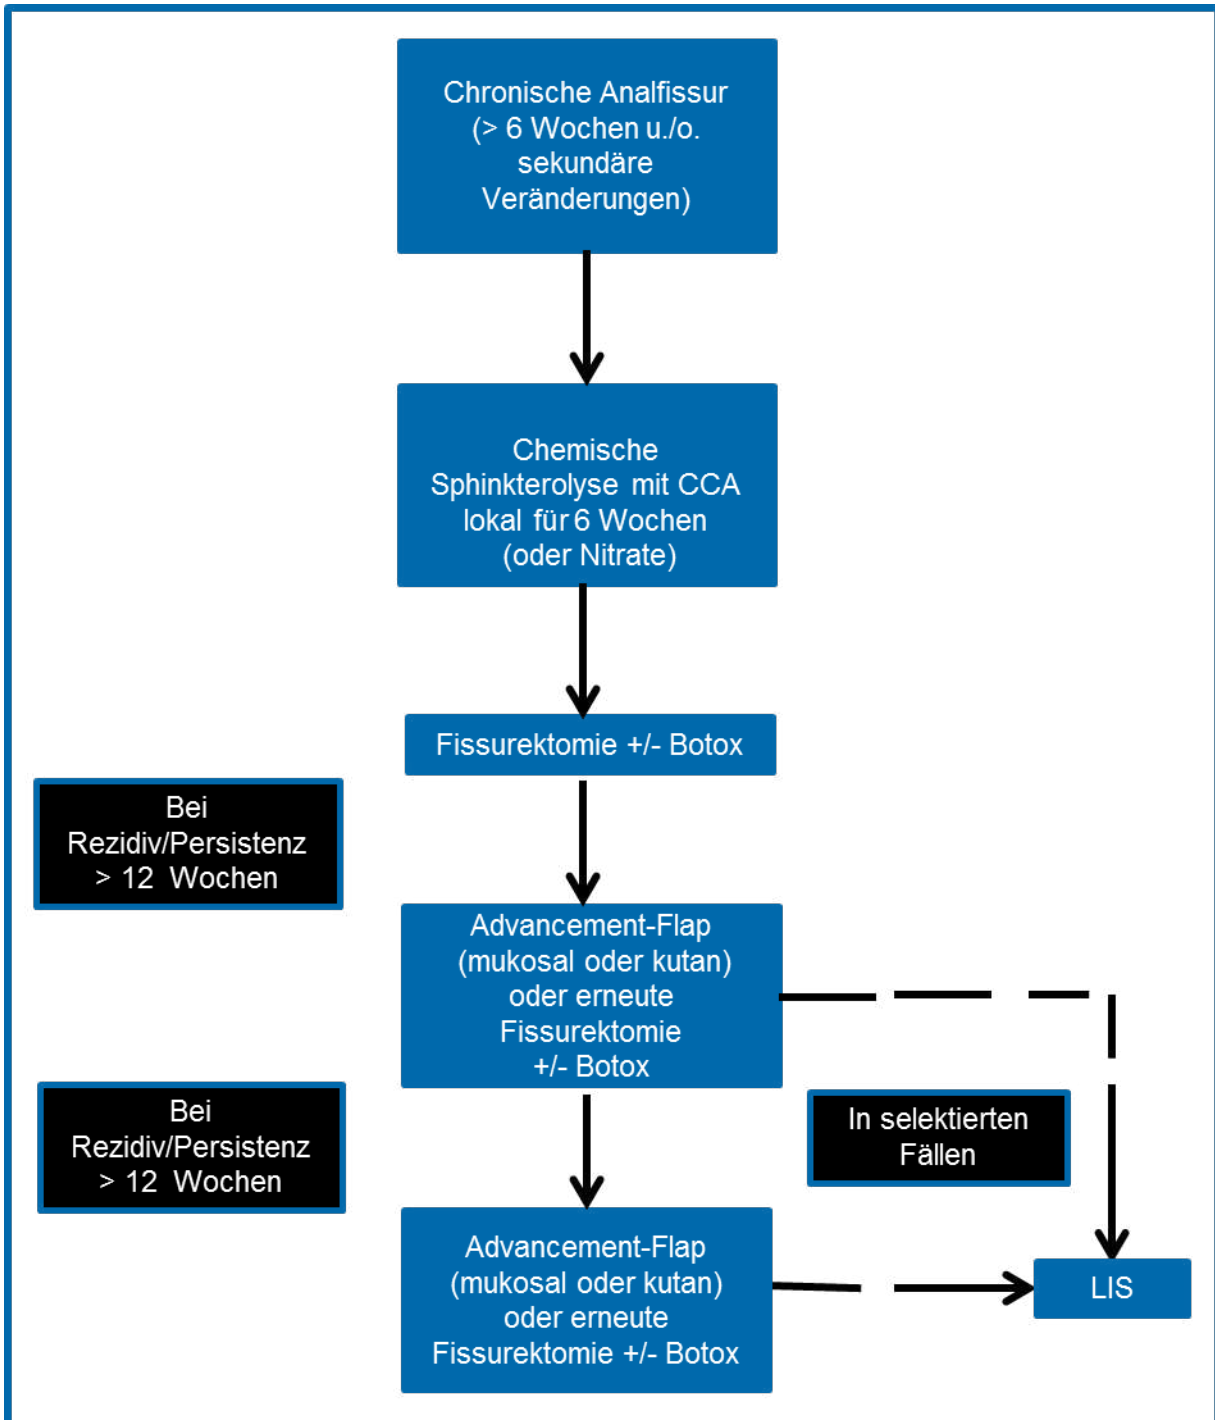 Chronische Analfissur
(> 6 Wochen u./o.
sekundäre
Veränderungen)
Chemische
Sphinkterolyse mit CCA
lokal für 6 Wochen
(oder Nitrate)
Fissurektomie +/- Botox
Bei
Rezidiv/Persistenz
> 12 Wochen
Advancement-Flap
(mukosal oder kutan)
oder erneute
Fissurektomie
+/- Botox
Bei
Rezidiv/Persistenz
> 12 Wochen
In selektierten
Fällen
Advancement-Flap
(mukosal oder kutan)
oder erneute
Fissurektomie +/- Botox
LIS